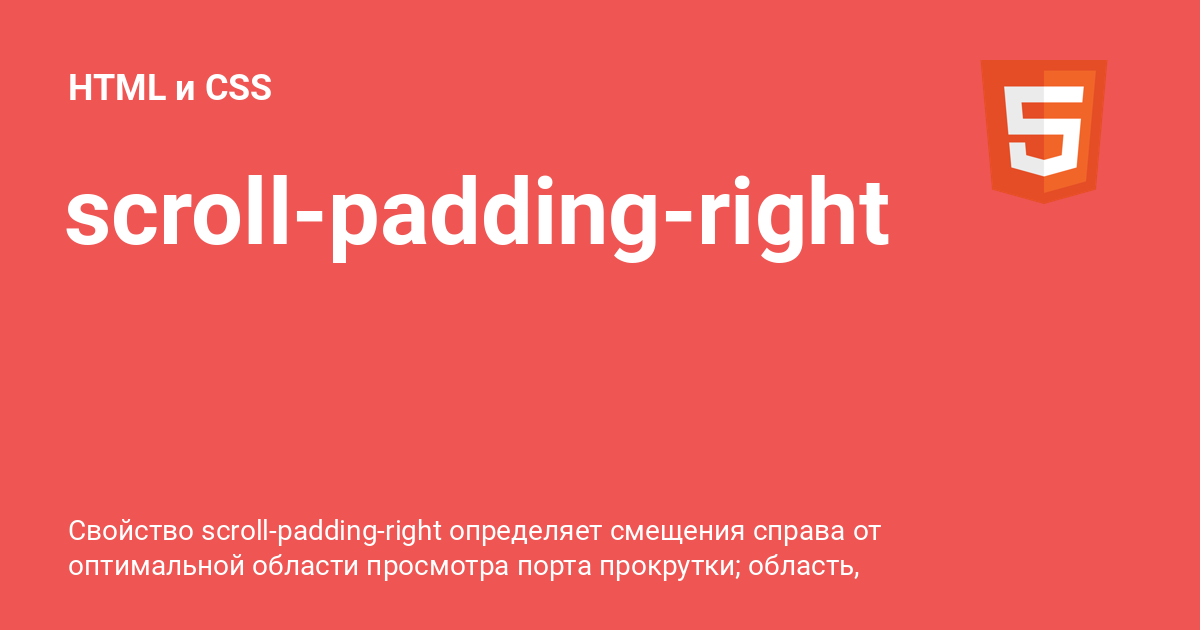 HTML и CSS
scroll-padding-right
Свойство scroll-padding-right определяет смещения справа от
оптимальной области просмотра порта прокрутки; область,